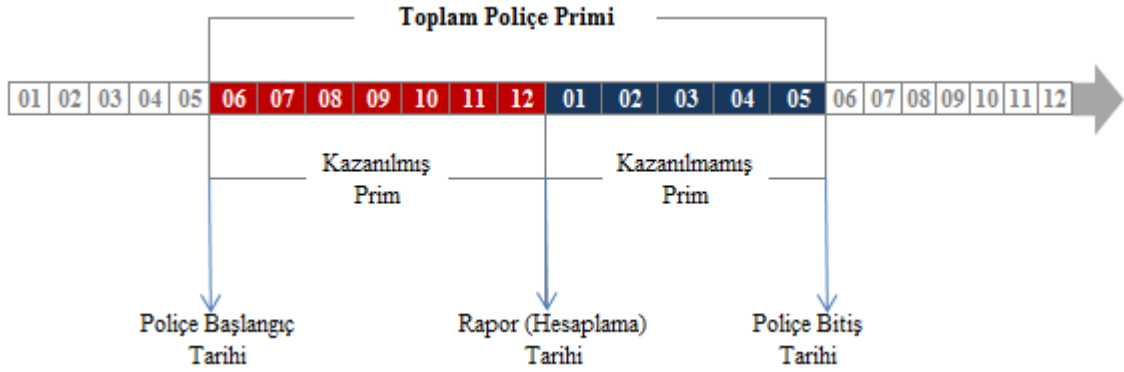 Toplam Poliçe Primi
01 02 03 04 05 06 07 08 09 10 11 12 01 02 03 04 05 06 07 08 09 10 11 12
Kazanılmış
Prim
Kazanılmamış
Prim
Poliçe Başlangıç
Tarihi
Rapor (Hesaplama)
Tarihi
Poliçe Bitiş
Tarihi